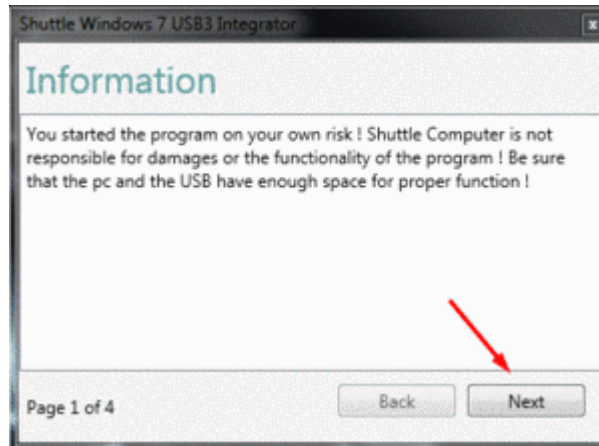 Shuttle Windows 7 USB3 Integrator
Information
You started the program on your own risk ! Shuttle Computer is not
responsible for damages or the functionality of the program ! Be sure
that the pc and the USB have enough space for proper function !
Page 1 of 4
Back
Next